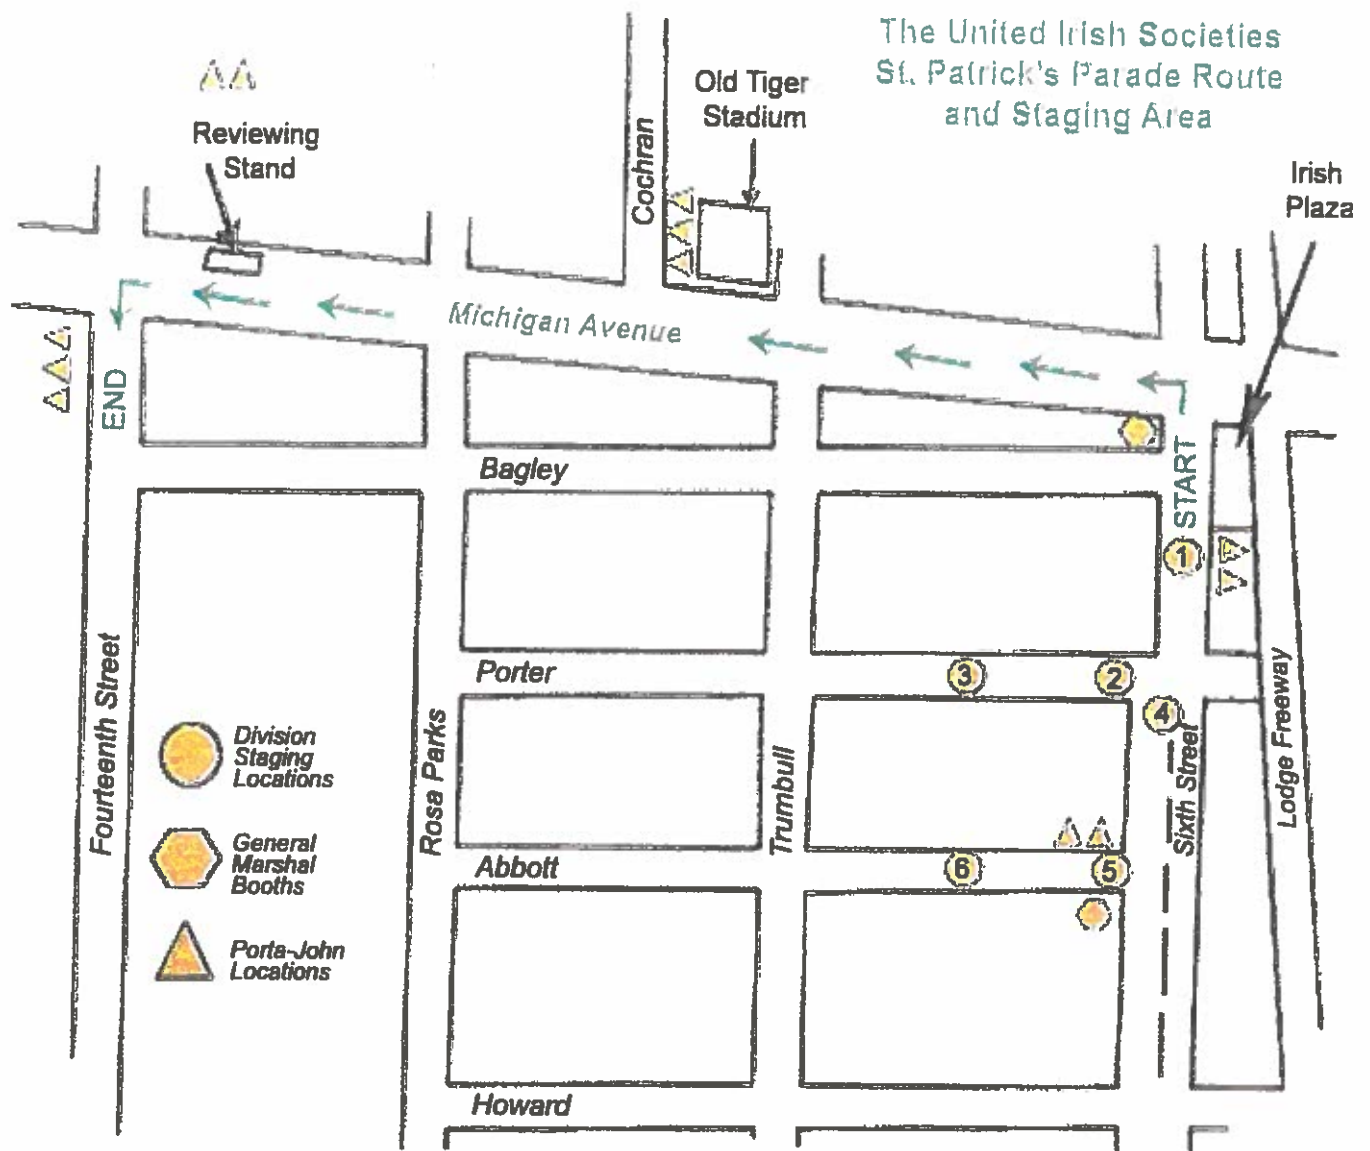 The United Irish Societies
St. Patrick's Parade Route
and Staging Area
Old Tiger
Stadium
Reviewing
Stand
Cochran
Irish
Plaza
Michigan Avenue
END
START
Bagley
1
Porter
3
2
4
Fourteenth Street
Rosa Parks
Trumbull
Sixth Street
Lodge Freeway
Division
Staging
Locations
General
Marshal
Booths
Abbott
6
5
Porta-John
Locations
Howard